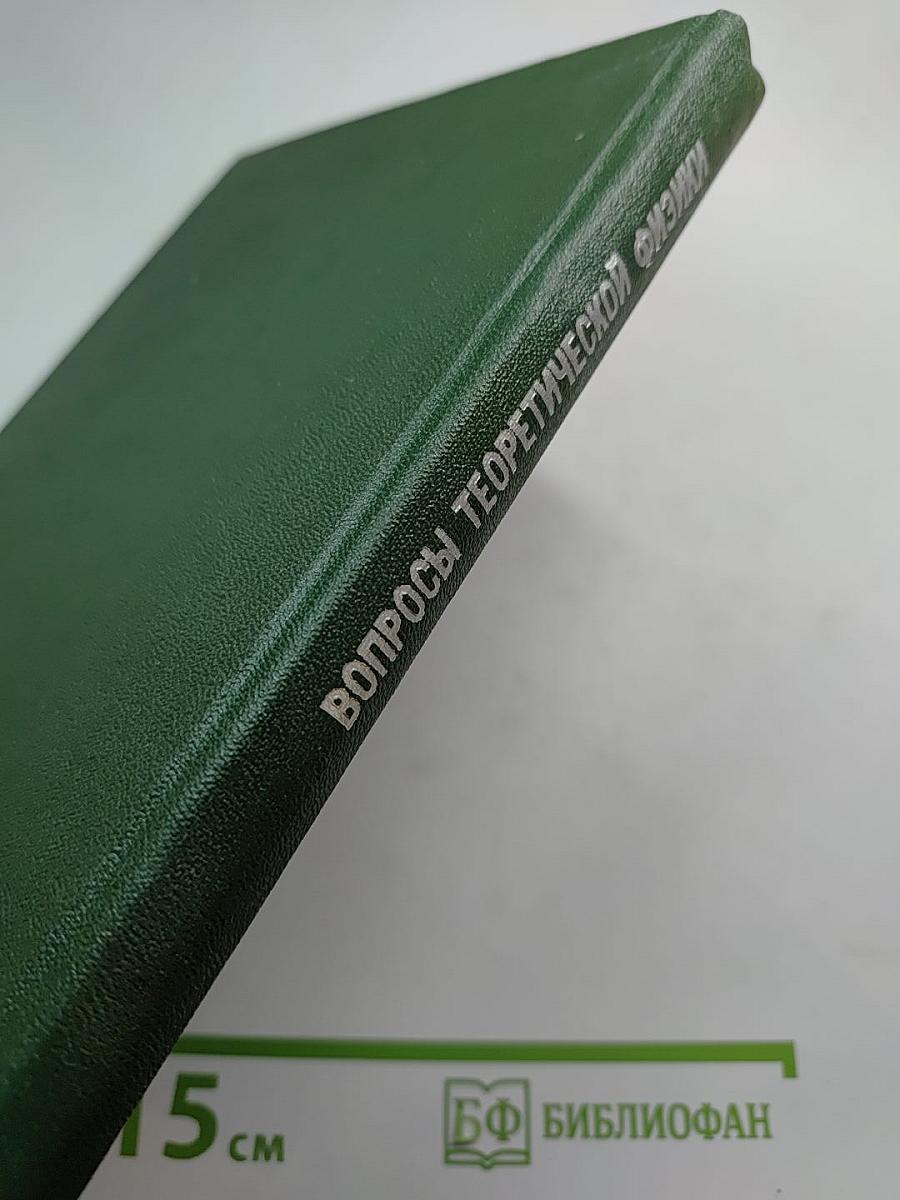 ВОПРОСЫ ТЕОРЕТИЧЕСКОЙ ФИЗИКИ
15 см
БФ БИБЛИОФАН